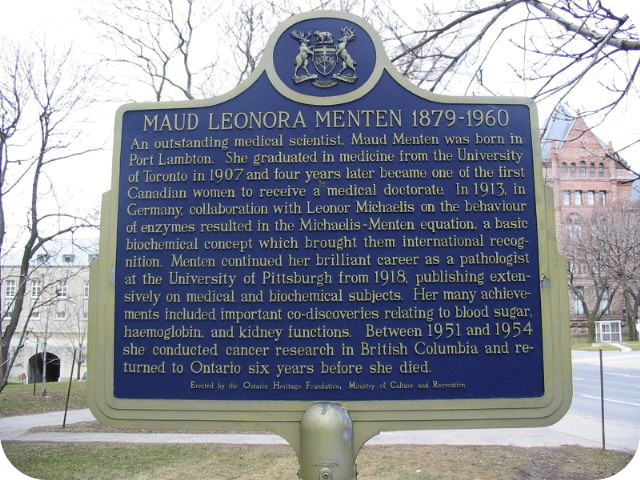 MAUD LEONORA MENTEN 1879-1960
An outstanding medical scientist, Maud Menten was born in
Port Lambton. She graduated in medicine from the University
of Toronto in 1907 and four years later became one of the first
Canadian women to receive a medical doctorate. In 1913, in
Germany, collaboration with Leonor Michaelis on the behaviour
of enzymes resulted in the Michaelis-Menten equation, a basic
biochemical concept which brought them international recog-
nition. Menten continued her brilliant career as a pathologist
at the University of Pittsburgh from 1918, publishing exten-
sively on medical and biochemical subjects. Her many achieve-
ments included important co-discoveries relating to blood sugar,
haemoglobin, and kidney functions. Between 1951 and 1954
she conducted cancer research in British Columbia and re-
turned to Ontario six years before she died.
Erected by the Ontario Heritage Foundation, Ministry of Culture and Recreation